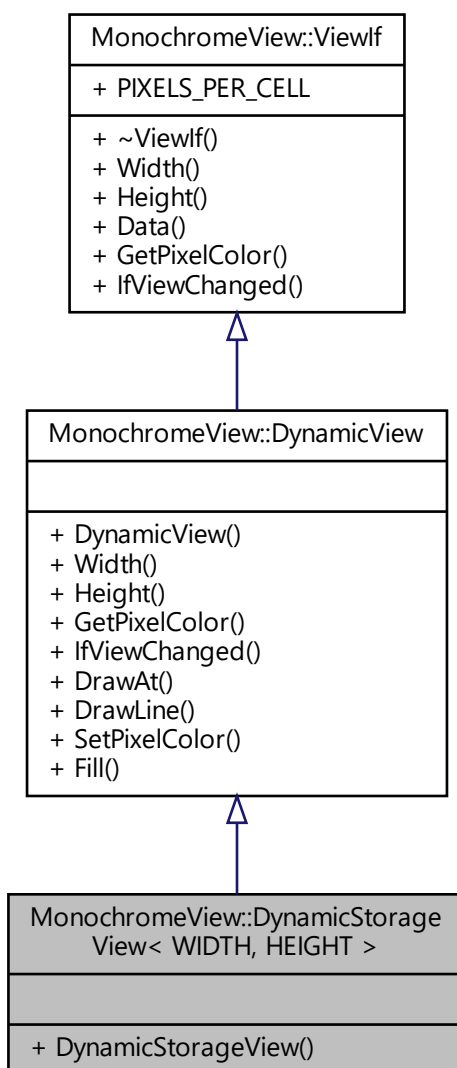 MonochromeView::ViewIf
+ PIXELS_PER_CELL
+ ~ViewIf()
+ Width()
+ Height()
+ Data()
+ GetPixelColor()
+ IfViewChanged()
MonochromeView::DynamicView
+ DynamicView()
+ Width()
+ Height()
+ GetPixelColor()
+ IfViewChanged()
+ DrawAt()
+ DrawLine()
+ SetPixelColor()
+ Fill()
MonochromeView::DynamicStorage
View< WIDTH, HEIGHT >
+ DynamicStorageView()